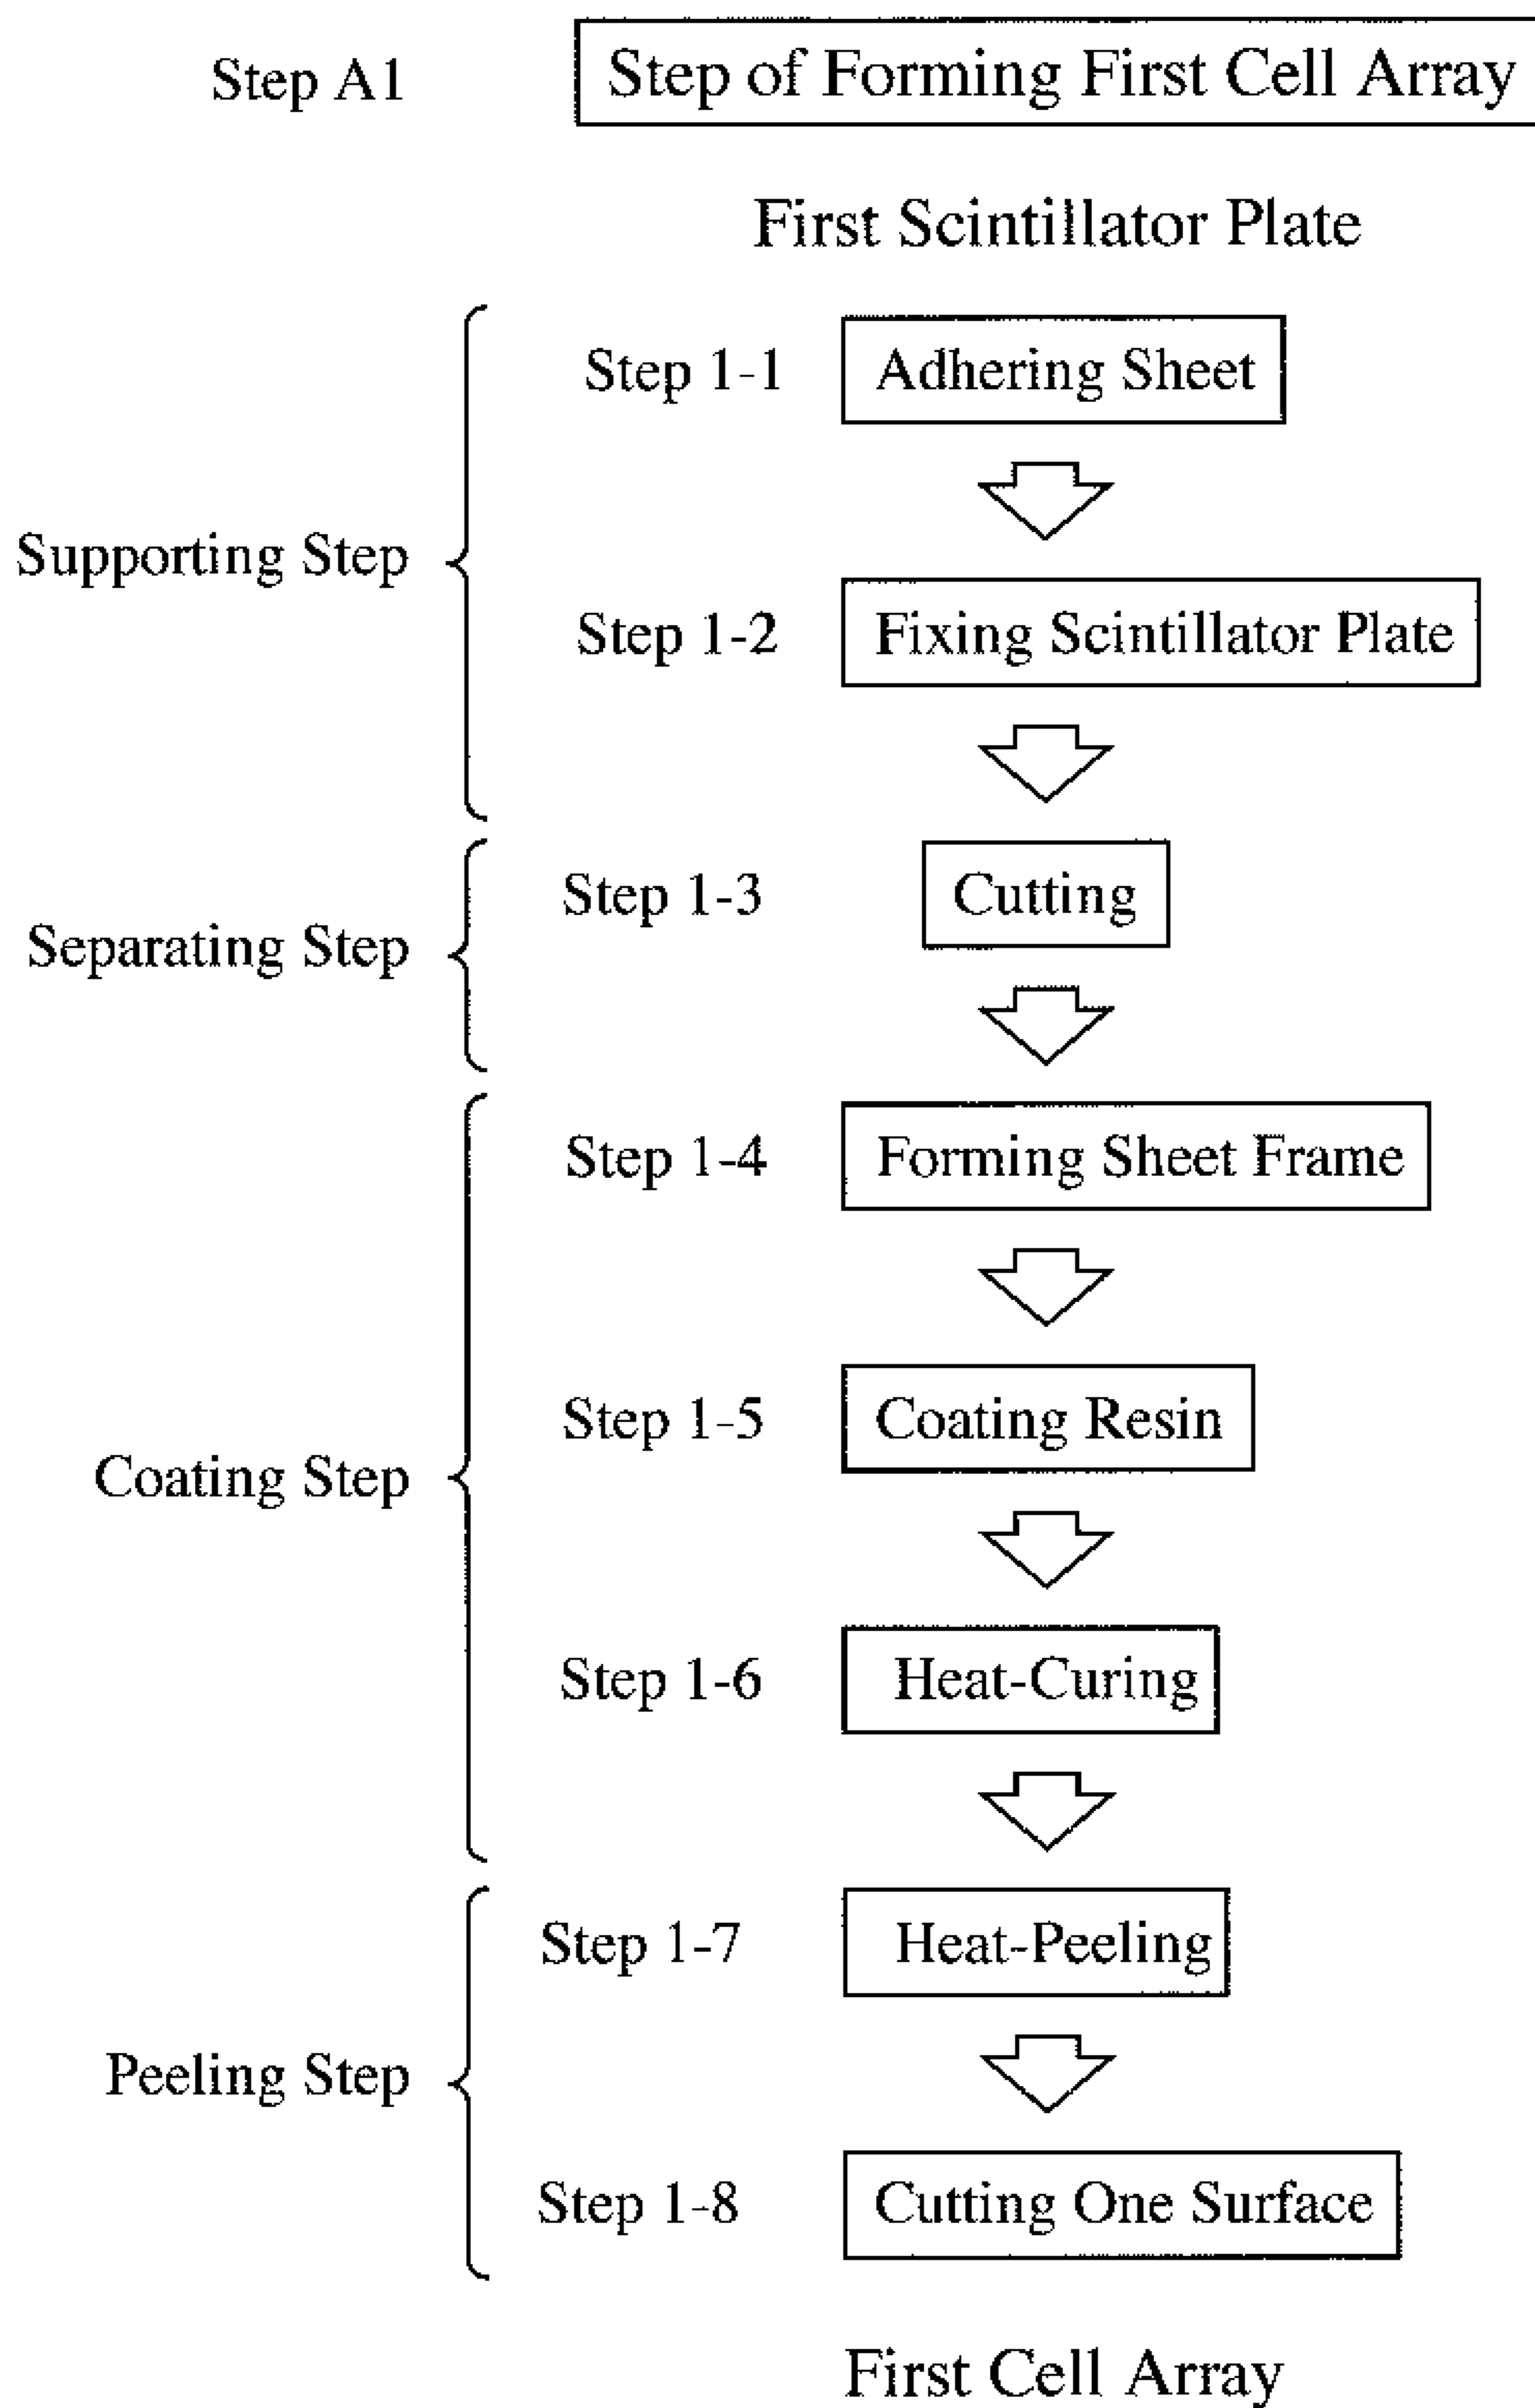 Step A1 Step of Forming First Cell Array
First Scintillator Plate
Step 1-1 Adhering Sheet
Supporting Step
Step 1-2 Fixing Scintillator Plate
Step 1-3 Cutting
Separating Step
Step 1-4 Forming Sheet Frame
Step 1-5 Coating Resin
Coating Step
Step 1-6 Heat-Curing
Step 1-7 Heat-Peeling
Peeling Step
Step 1-8 Cutting One Surface
First Cell Array